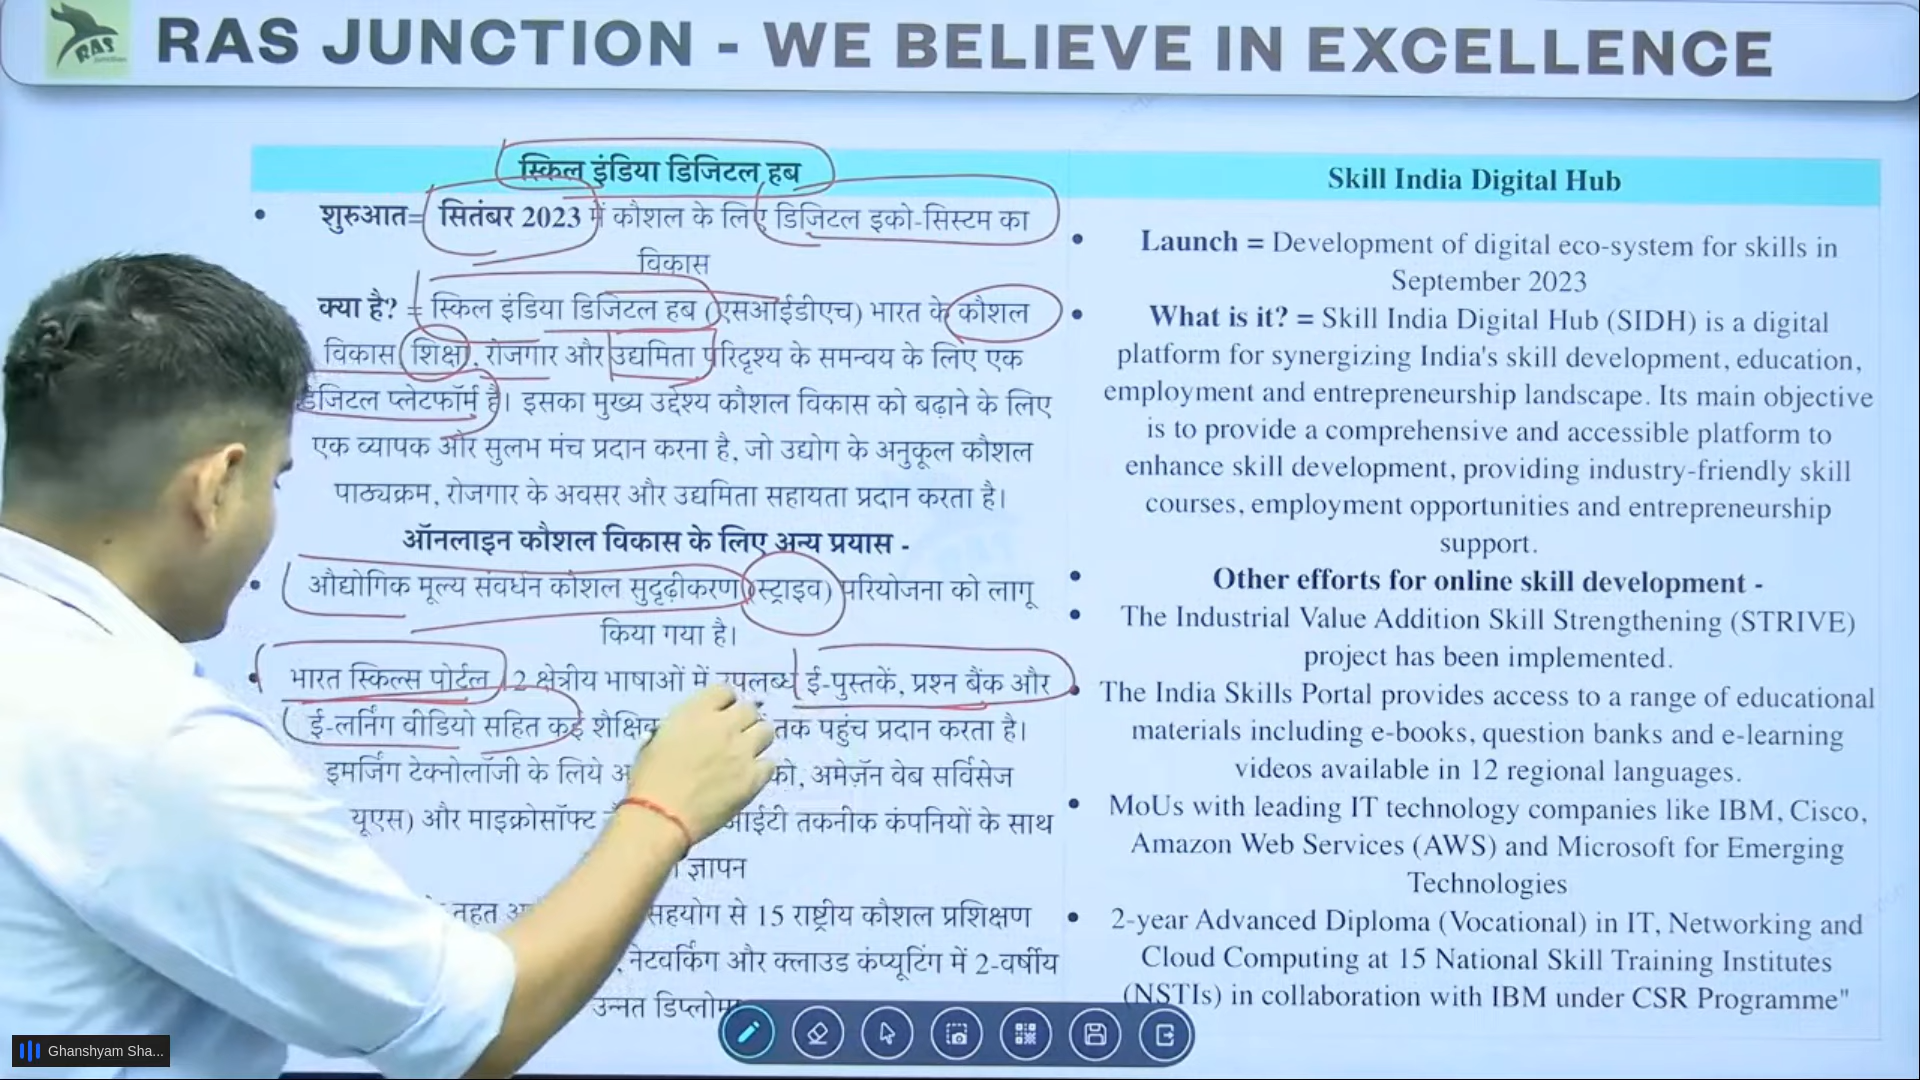 RAS JUNCTION - WE BELIEVE IN EXCELLENCE
RAS
junction
स्किल इंडिया डिजिटल हब
शुरुआत= सितंबर 2023 में कौशल के लिए डिजिटल इको-सिस्टम का
विकास
क्या है? = स्किल इंडिया डिजिटल हब (एसआईडीएच) भारत के कौशल
विकास, शिक्षा, रोजगार और उद्यमिता परिदृश्य के समन्वय के लिए एक
डिजिटल प्लेटफॉर्म है। इसका मुख्य उद्देश्य कौशल विकास को बढ़ाने के लिए
एक व्यापक और सुलभ मंच प्रदान करना है, जो उद्योग के अनुकूल कौशल
पाठ्यक्रम, रोजगार के अवसर और उद्यमिता सहायता प्रदान करता है।
ऑनलाइन कौशल विकास के लिए अन्य प्रयास -
औद्योगिक मूल्य संवर्धन कौशल सुदृढ़ीकरण (स्ट्राइव) परियोजना को लागू
किया गया है।
भारत स्किल्स पोर्टल 2 क्षेत्रीय भाषाओं में उपलब्ध ई-पुस्तकें, प्रश्न बैंक और
ई-लर्निंग वीडियो सहित कई तक पहुंच प्रदान करता है।
इमर्जिंग टेक्नोलॉजी के लिये अमेज़ॅन वेब सर्विसेज
यूएस) और माइक्रोसॉफ्ट आईटी तकनीक कंपनियों के साथ
ज्ञापन
तहत सहयोग से 15 राष्ट्रीय कौशल प्रशिक्षण
नेटवर्किंग और क्लाउड कंप्यूटिंग में 2-वर्षीय
उन्नत
Skill India Digital Hub
Launch = Development of digital eco-system for skills in
September 2023
What is it? = Skill India Digital Hub (SIDH) is a digital
platform for synergizing India's skill development, education,
employment and entrepreneurship landscape. Its main objective
is to provide a comprehensive and accessible platform to
enhance skill development, providing industry-friendly skill
courses, employment opportunities and entrepreneurship
support.
Other efforts for online skill development -
The Industrial Value Addition Skill Strengthening (STRIVE)
project has been implemented.
The India Skills Portal provides access to a range of educational
materials including e-books, question banks and e-learning
videos available in 12 regional languages.
MoUs with leading IT technology companies like IBM, Cisco,
Amazon Web Services (AWS) and Microsoft for Emerging
Technologies
2-year Advanced Diploma (Vocational) in IT, Networking and
Cloud Computing at 15 National Skill Training Institutes
(NSTIs) in collaboration with IBM under CSR Programme"
Ghanshyam Sha...